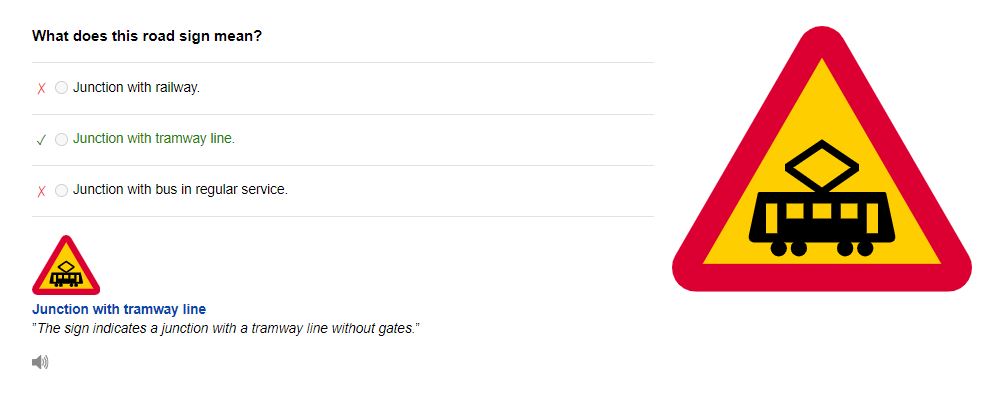 What does this road sign mean?
Junction with railway.
Junction with tramway line.
Junction with bus in regular service.
Junction with tramway line
”The sign indicates a junction with a tramway line without gates.”